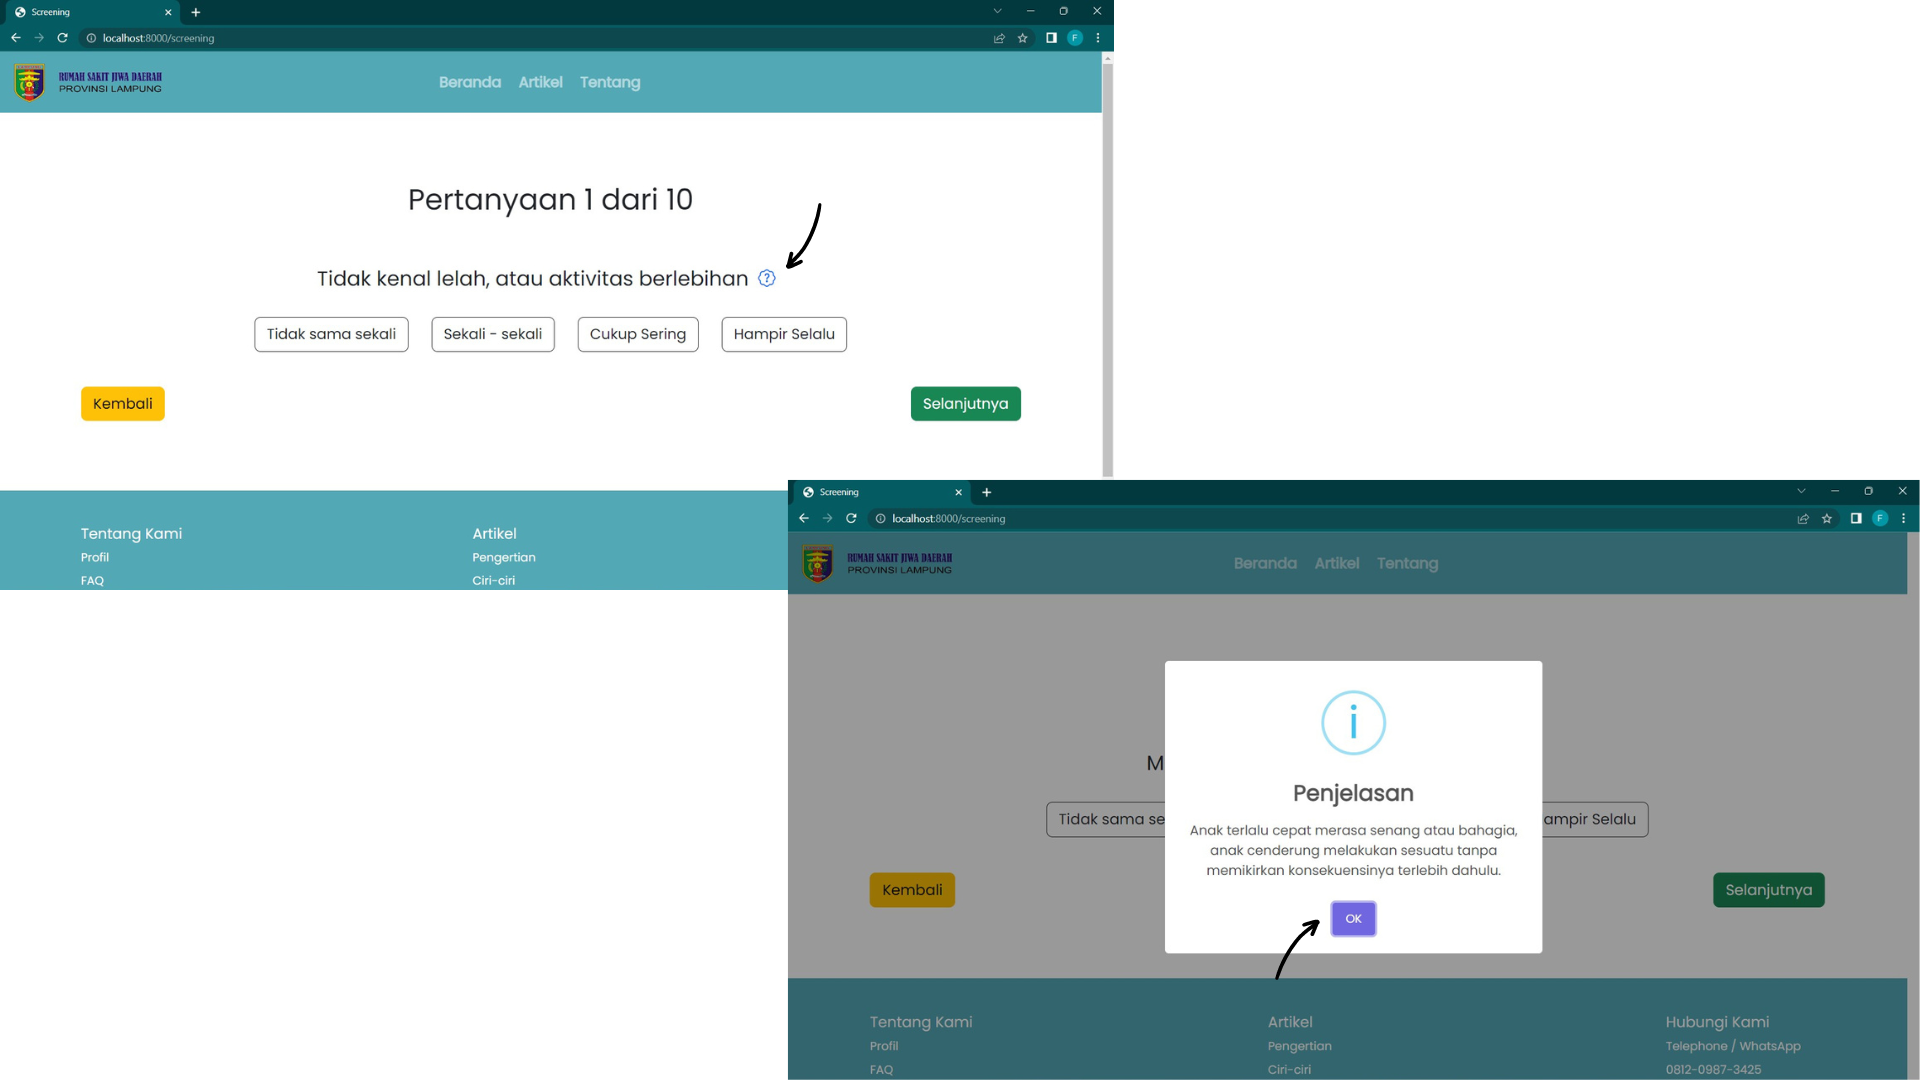 Screening
localhost:8000/screening
F
RUMAH SAKIT JIWA DAERAH
PROVINSI LAMPUNG
Beranda Artikel Tentang
Pertanyaan 1 dari 10
Tidak kenal lelah, atau aktivitas berlebihan ?
Tidak sama sekali Sekali - sekali Cukup Sering Hampir Selalu
Kembali Selanjutnya
Tentang Kami Artikel
Profil Pengertian
FAQ Ciri-ciri
Screening
localhost:8000/screening
F
RUMAH SAKIT JIWA DAERAH
PROVINSI LAMPUNG
Beranda Artikel Tentang
i
M
Penjelasan
Tidak sama se ampir Selalu
Anak terlalu cepat merasa senang atau bahagia,
anak cenderung melakukan sesuatu tanpa
memikirkan konsekuensinya terlebih dahulu.
Kembali Selanjutnya
OK
Tentang Kami Artikel Hubungi Kami
Profil Pengertian Telephone / WhatsApp
FAQ Ciri-ciri 0812-0987-3425